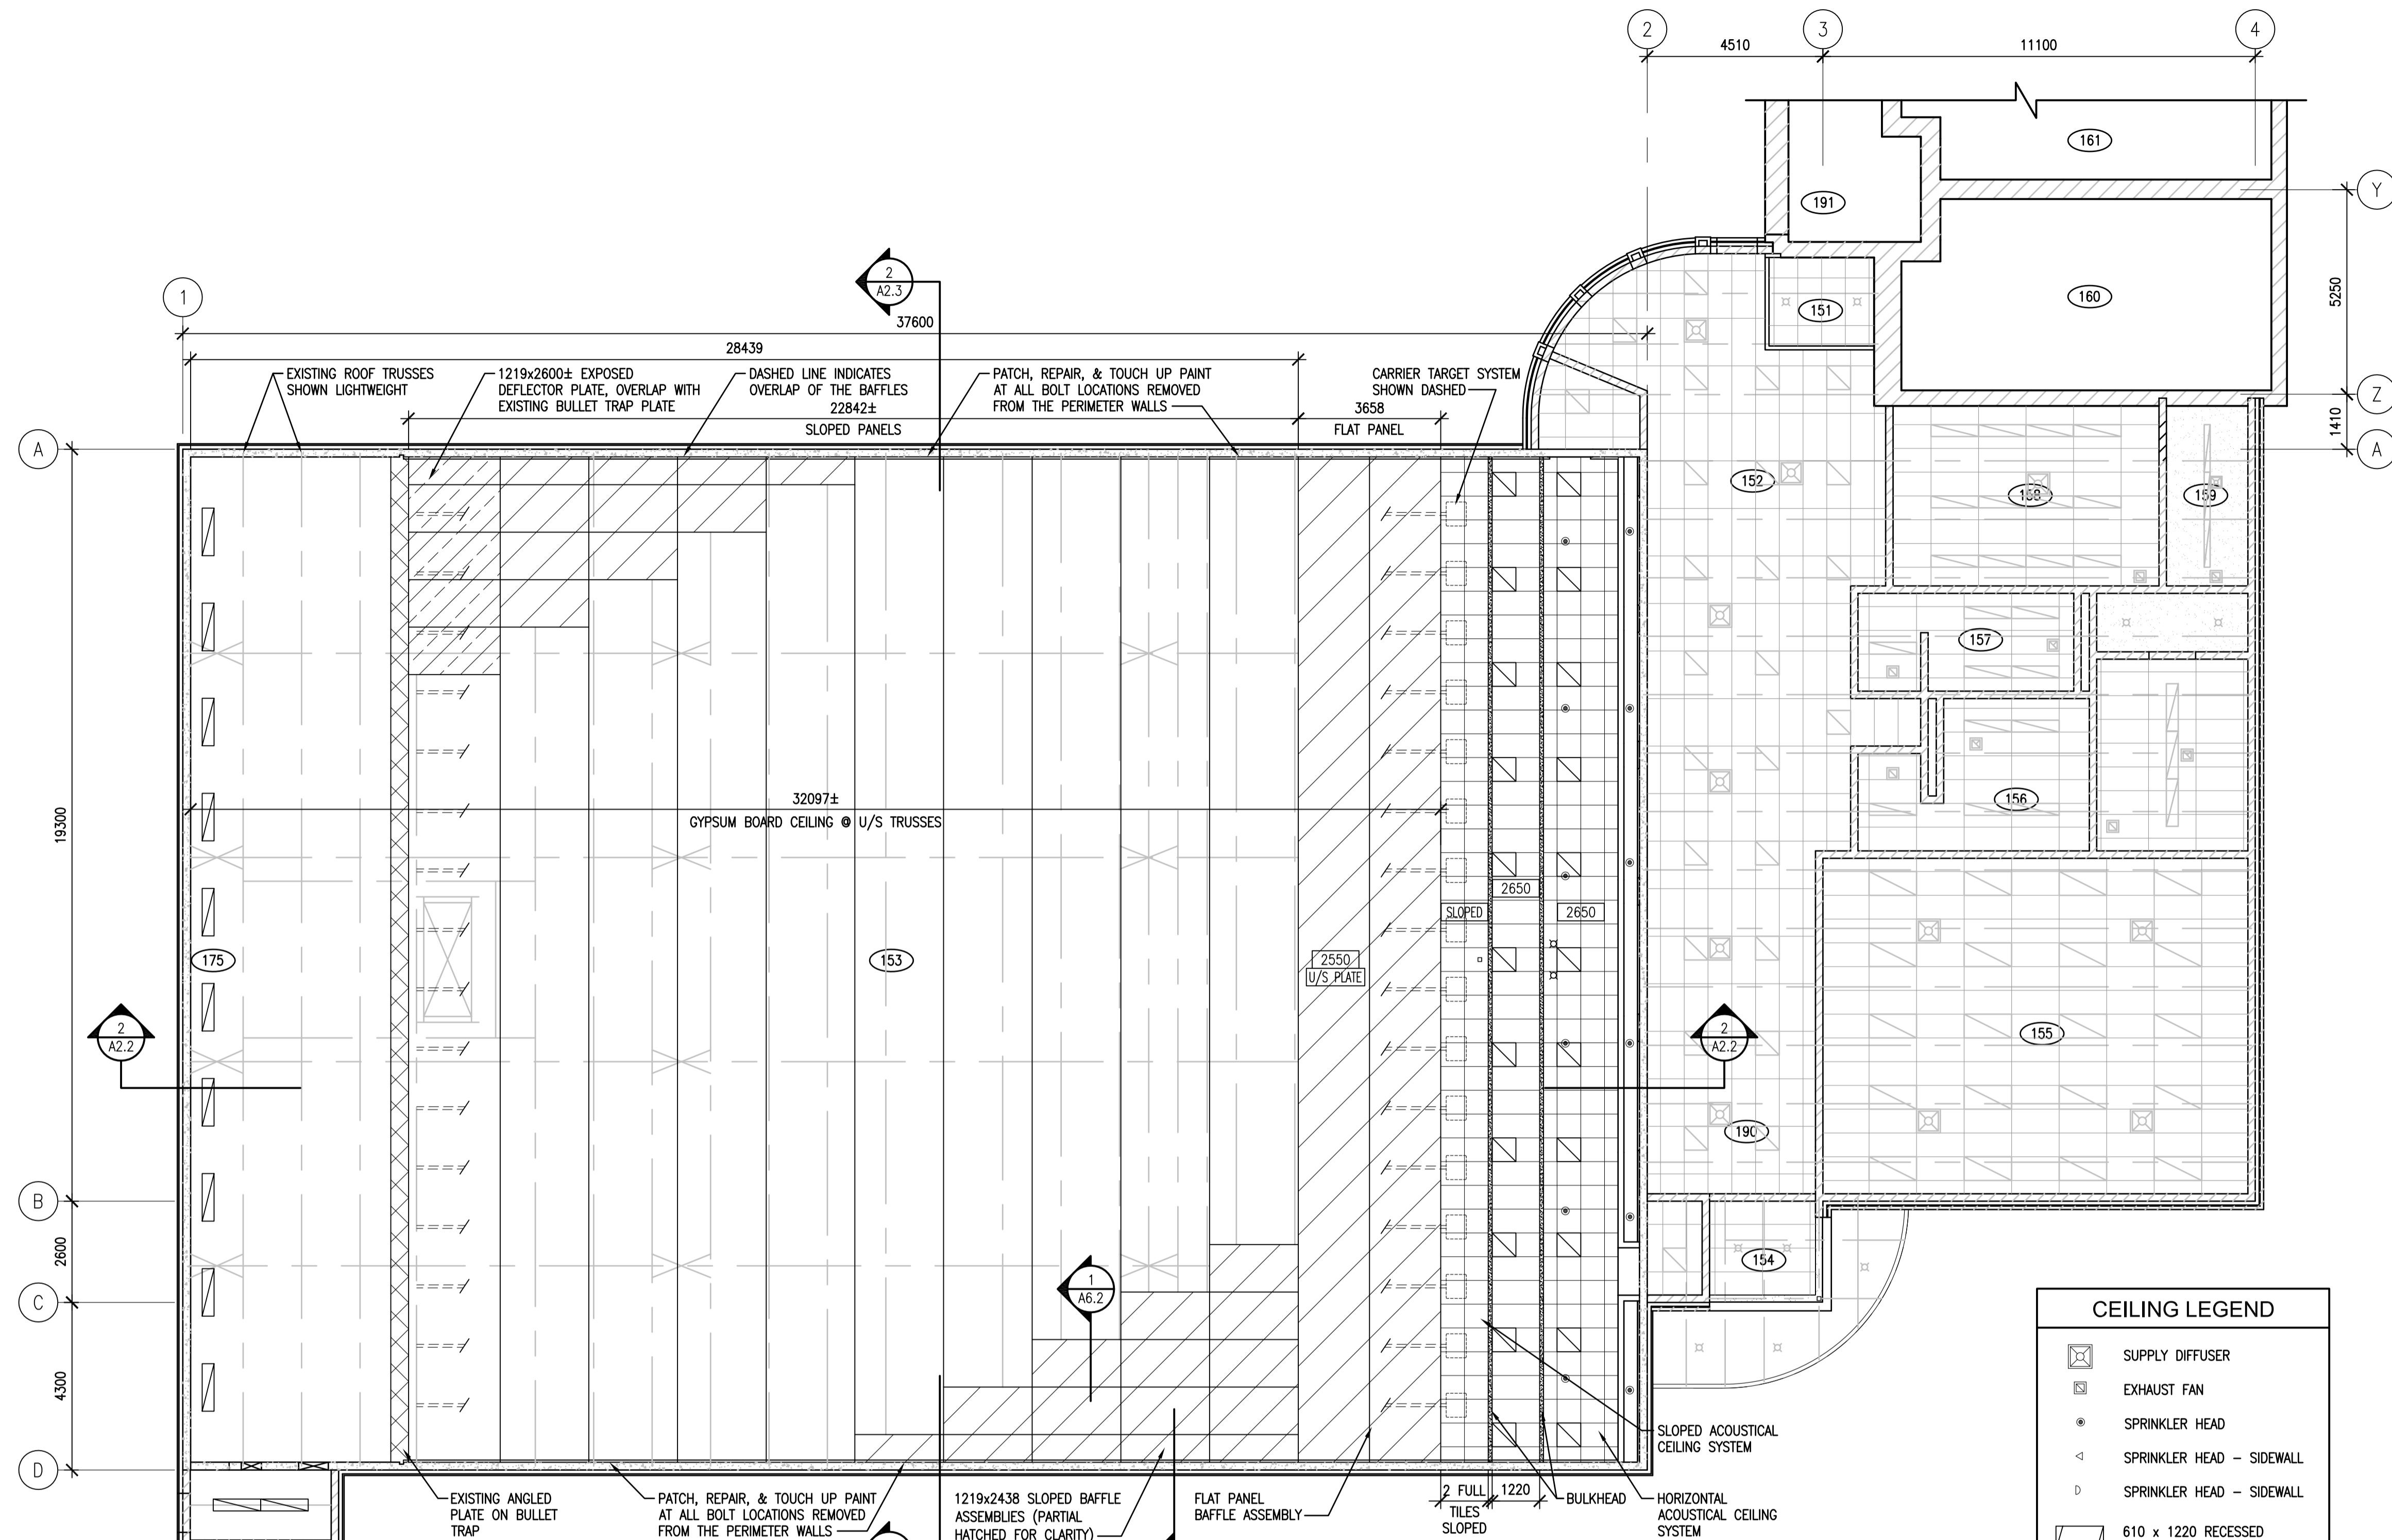 2
3
4
4510
11100
161
Y
191
5250
160
151
Z
1410
A
1
2
A2.3
37600
28439
EXISTING ROOF TRUSSES
SHOWN LIGHTWEIGHT
1219x2600± EXPOSED
DEFLECTOR PLATE, OVERLAP WITH
EXISTING BULLET TRAP PLATE
DASHED LINE INDICATES
OVERLAP OF THE BAFFLES
PATCH, REPAIR, & TOUCH UP PAINT
AT ALL BOLT LOCATIONS REMOVED
FROM THE PERIMETER WALLS
CARRIER TARGET SYSTEM
SHOWN DASHED
22842±
SLOPED PANELS
3658
FLAT PANEL
A
152
158
159
157
156
19300
32097±
GYPSUM BOARD CEILING @ U/S TRUSSES
2650
SLOPED
2650
175
153
2550
U/S PLATE
155
2
A2.2
2
A2.2
190
B
2600
154
1
A6.2
C
4300
D
SLOPED ACOUSTICAL
CEILING SYSTEM
EXISTING ANGLED
PLATE ON BULLET
TRAP
PATCH, REPAIR, & TOUCH UP PAINT
AT ALL BOLT LOCATIONS REMOVED
FROM THE PERIMETER WALLS
1219x2438 SLOPED BAFFLE
ASSEMBLIES (PARTIAL
HATCHED FOR CLARITY)
FLAT PANEL
BAFFLE ASSEMBLY
2 FULL
TILES
SLOPED
1220
BULKHEAD
HORIZONTAL
ACOUSTICAL CEILING
SYSTEM
CEILING LEGEND
SUPPLY DIFFUSER
EXHAUST FAN
SPRINKLER HEAD
SPRINKLER HEAD - SIDEWALL
SPRINKLER HEAD - SIDEWALL
610 x 1220 RECESSED